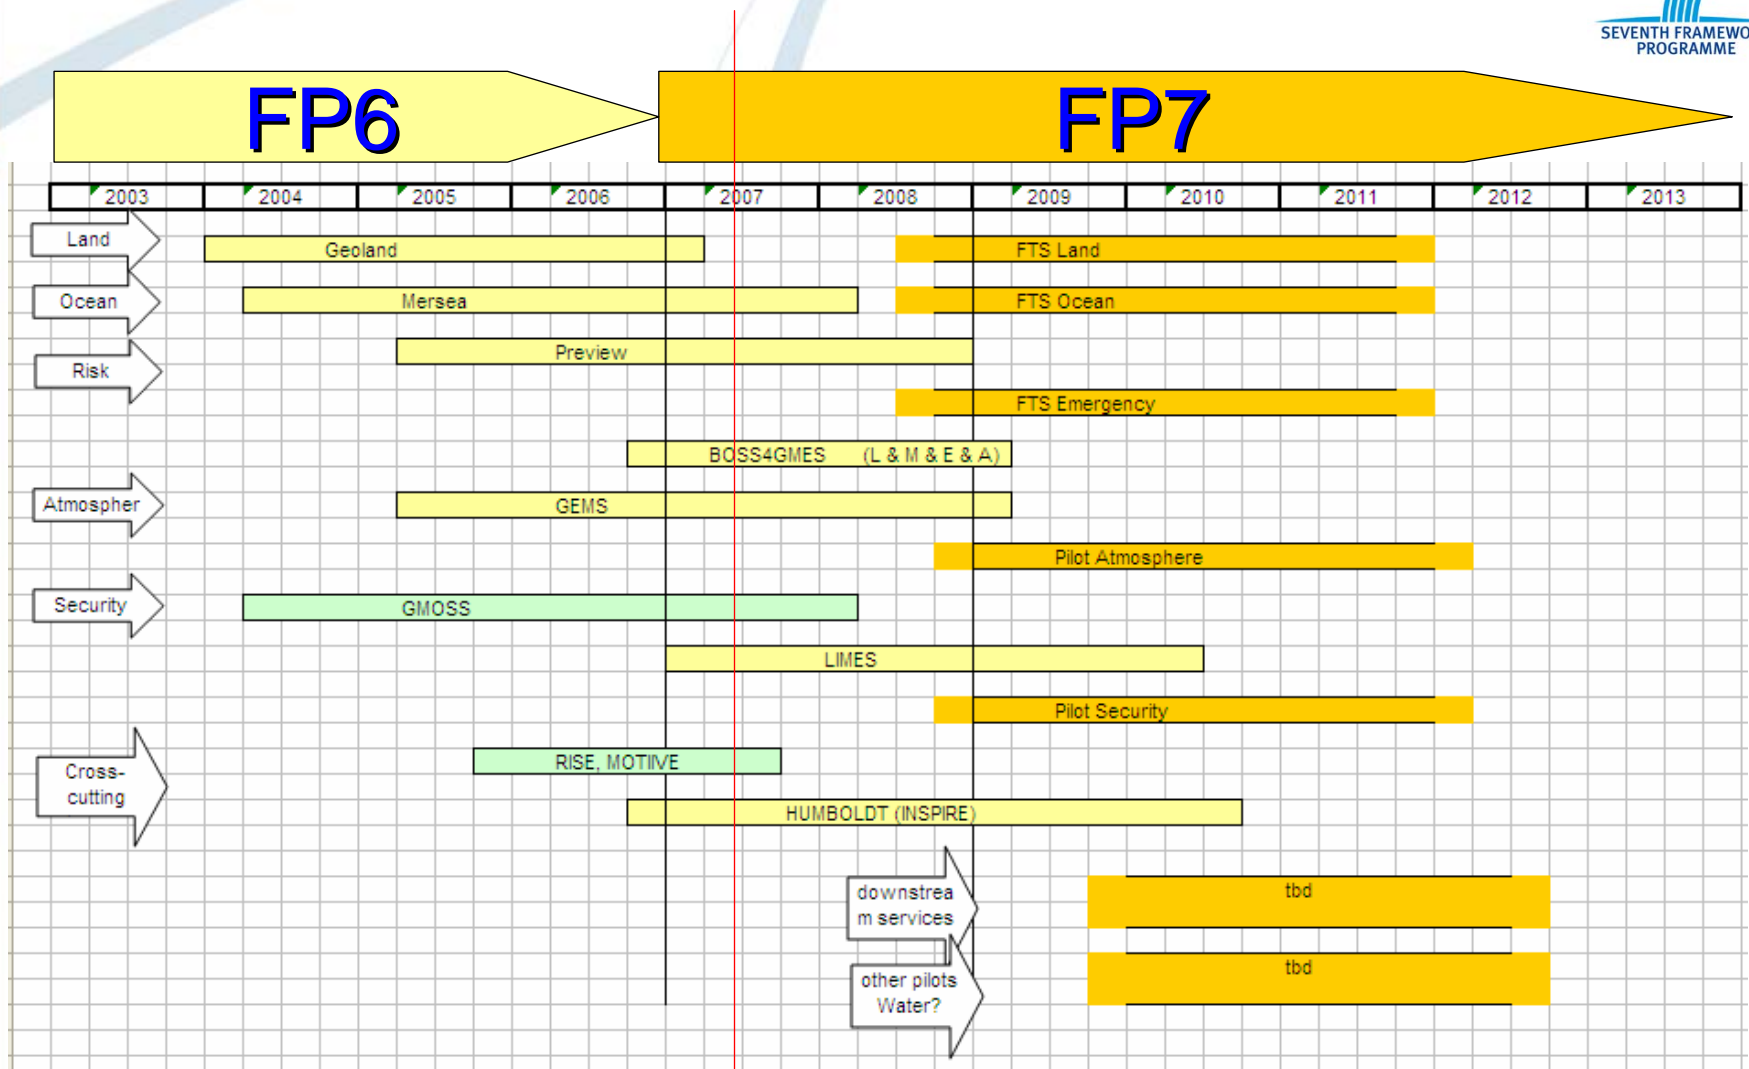 SEVENTH FRAMEWO
PROGRAMME
FP6
FP7
2003 2004 2005 2006 2007 2008 2009 2010 2011 2012 2013
Land
Geoland
FTS Land
Ocean
Mersea
FTS Ocean
Preview
Risk
FTS Emergency
BOSS4GMES (L & M & E & A)
Atmospher
GEMS
Pilot Atmosphere
Security
GMOSS
LIMES
Pilot Security
RISE, MOTIIVE
Cross-
cutting
HUMBOLDT (INSPIRE)
downstrea
m services
tbd
other pilots
Water?
tbd